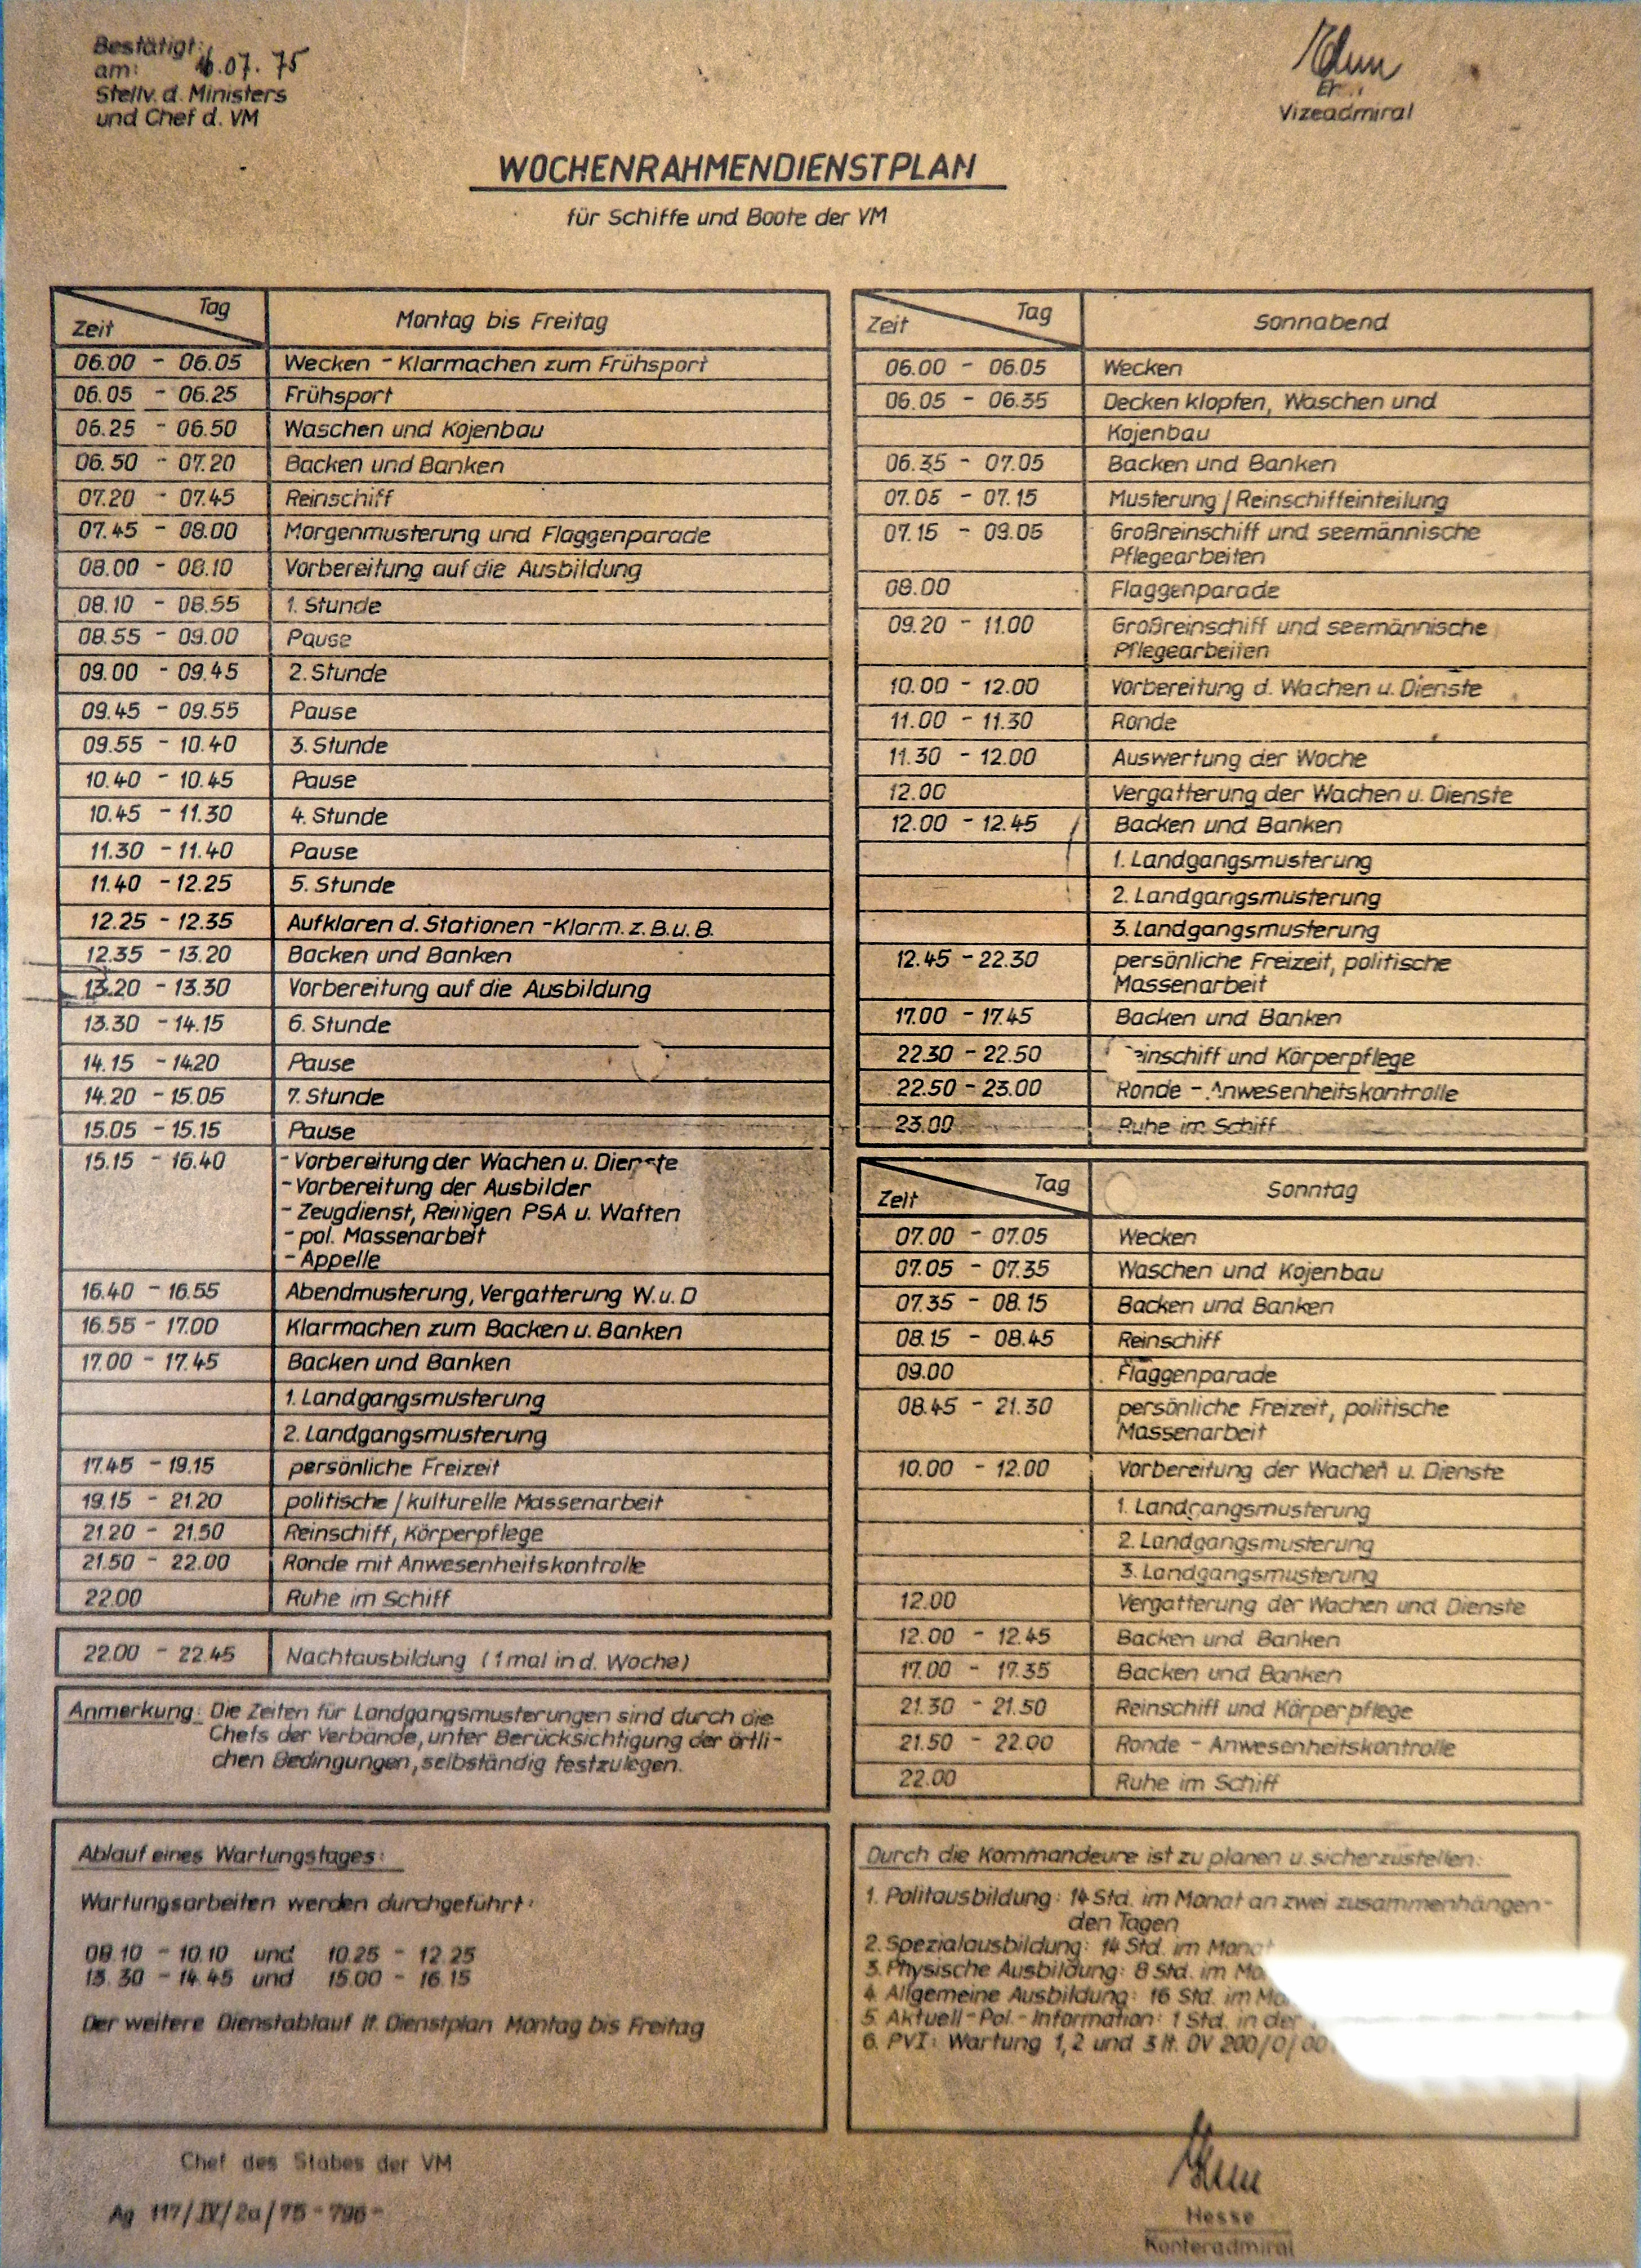 Bestätigt:
am: 16.07.75
Stellv. d. Ministers
und Chef d. VM
Vizeadmiral
WOCHENRAHMENDIENSTPLAN
für Schiffe und Boote der VM
Zeit Tag Montag bis Freitag
06.00 - 06.05 Wecken - Klarmachen zum Frühsport
06.05 - 06.25 Frühsport
06.25 - 06.50 Waschen und Kojenbau
06.50 - 07.20 Backen und Banken
07.20 - 07.45 Reinschiff
07.45 - 08.00 Morgenmusterung und Flaggenparade
08.00 - 08.10 Vorbereitung auf die Ausbildung
08.10 - 08.55 1. Stunde
08.55 - 09.00 Pause
09.00 - 09.45 2. Stunde
09.45 - 09.55 Pause
09.55 - 10.40 3. Stunde
10.40 - 10.45 Pause
10.45 - 11.30 4. Stunde
11.30 - 11.40 Pause
11.40 - 12.25 5. Stunde
12.25 - 12.35 Aufklaren d. Stationen - Klarm. z. B. u. B.
12.35 - 13.20 Backen und Banken
13.20 - 13.30 Vorbereitung auf die Ausbildung
13.30 - 14.15 6. Stunde
14.15 - 14.20 Pause
14.20 - 15.05 7. Stunde
15.05 - 15.15 Pause
15.15 - 16.40 - Vorbereitung der Wachen u. Dienste
- Vorbereitung der Ausbilder
- Zeugdienst, Reinigen PSA u. Waffen
- pol. Massenarbeit
- Appelle
16.40 - 16.55 Abendmusterung, Vergatterung W. u. D
16.55 - 17.00 Klarmachen zum Backen u. Banken
17.00 - 17.45 Backen und Banken
1. Landgangsmusterung
2. Landgangsmusterung
17.45 - 19.15 persönliche Freizeit
19.15 - 21.20 politische / kulturelle Massenarbeit
21.20 - 21.50 Reinschiff, Körperpflege
21.50 - 22.00 Ronde mit Anwesenheitskontrolle
22.00 Ruhe im Schiff
22.00 - 22.45 Nachtausbildung (1 mal in d. Woche)
Anmerkung: Die Zeiten für Landgangsmusterungen sind durch die
Chefs der Verbände, unter Berücksichtigung der örtli-
chen Bedingungen, selbständig festzulegen.
Zeit Tag Sonnabend
06.00 - 06.05 Wecken
06.05 - 06.35 Decken klopfen, Waschen und
Kojenbau
06.35 - 07.05 Backen und Banken
07.05 - 07.15 Musterung / Reinschiffeinteilung
07.15 - 09.05 Großreinschiff und seemännische
Pflegearbeiten
08.00 Flaggenparade
09.20 - 11.00 Großreinschiff und seemännische
Pflegearbeiten
10.00 - 12.00 Vorbereitung d. Wachen u. Dienste
11.00 - 11.30 Ronde
11.30 - 12.00 Auswertung der Woche
12.00 Vergatterung der Wachen u. Dienste
12.00 - 12.45 Backen und Banken
1. Landgangsmusterung
2. Landgangsmusterung
3. Landgangsmusterung
12.45 - 22.30 persönliche Freizeit, politische
Massenarbeit
17.00 - 17.45 Backen und Banken
22.30 - 22.50 einschiff und Körperpflege
22.50 - 23.00 Ronde - Anwesenheitskontrolle
23.00 Ruhe im Schiff
Zeit Tag Sonntag
07.00 - 07.05 Wecken
07.05 - 07.35 Waschen und Kojenbau
07.35 - 08.15 Backen und Banken
08.15 - 08.45 Reinschiff
09.00 Flaggenparade
08.45 - 21.30 persönliche Freizeit, politische
Massenarbeit
10.00 - 12.00 Vorbereitung der Wachen u. Dienste
1. Landgangsmusterung
2. Landgangsmusterung
3. Landgangsmusterung
12.00 Vergatterung der Wachen und Dienste
12.00 - 12.45 Backen und Banken
17.00 - 17.35 Backen und Banken
21.30 - 21.50 Reinschiff und Körperpflege
21.50 - 22.00 Ronde - Anwesenheitskontrolle
22.00 Ruhe im Schiff
Ablauf eines Wartungstages:
Wartungsarbeiten werden durchgeführt:
08.10 - 10.10 und 10.25 - 12.25
13.30 - 14.45 und 15.00 - 16.15
Der weitere Dienstablauf lt. Dienstplan Montag bis Freitag
Durch die Kommandeure ist zu planen u. sicherzustellen:
1. Politausbildung: 14 Std. im Monat an zwei zusammenhängen-
den Tagen
2. Spezialausbildung: 14 Std. im Monat
3. Physische Ausbildung: 8 Std. im Mo
4. Allgemeine Ausbildung: 16 Std. im Mo
5. Aktuell-Pol.-Information: 1 Std. in der
6. PVI: Wartung 1, 2 und 3 lt. DV 200/0/00
Chef des Stabes der VM
Ag 117/IV/2a/75 - 796 -
Hesse
Konteradmiral